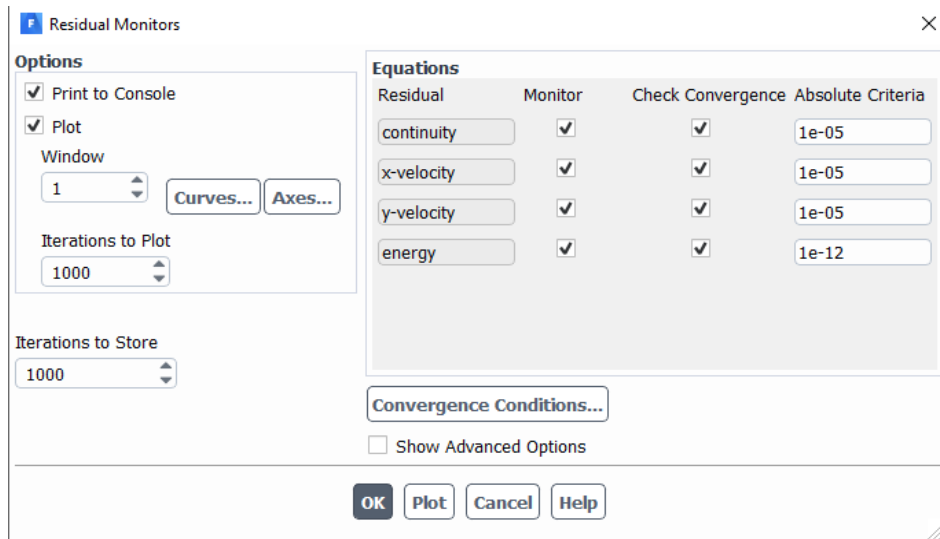 F Residual Monitors
Options
Print to Console
Plot
Window
1
Curves... Axes...
Iterations to Plot
1000
Iterations to Store
1000
Equations
Residual Monitor Check Convergence Absolute Criteria
continuity 1e-05
x-velocity 1e-05
y-velocity 1e-05
energy 1e-12
Convergence Conditions...
Show Advanced Options
OK Plot Cancel Help